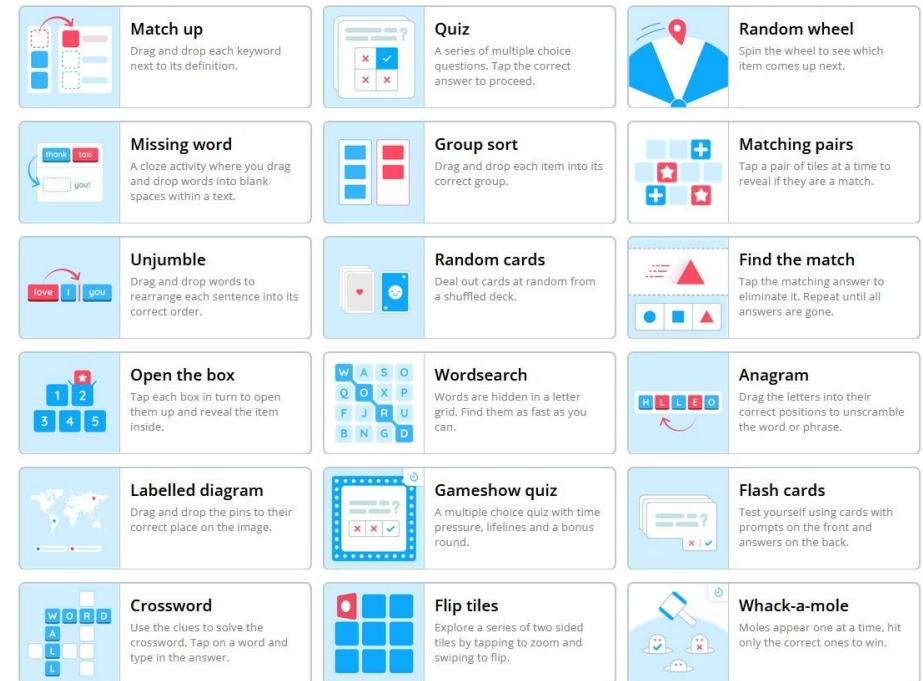 Match up
Drag and drop each keyword
next to its definition.
?
Quiz
A series of multiple choice
questions. Tap the correct
answer to proceed.
Random wheel
Spin the wheel to see which
item comes up next.
thank taxi
you!
Missing word
A cloze activity where you drag
and drop words into blank
spaces within a text.
Group sort
Drag and drop each item into its
correct group.
Matching pairs
Tap a pair of tiles at a time to
reveal if they are a match.
love I you
Unjumble
Drag and drop words to
rearrange each sentence into its
correct order.
Random cards
Deal out cards at random from
a shuffled deck.
Find the match
Tap the matching answer to
eliminate it. Repeat until all
answers are gone.
1 2
3 4 5
Open the box
Tap each box in turn to open
them up and reveal the item
inside.
W A S O
Q O X P
F J R U
B N G D
Wordsearch
Words are hidden in a letter
grid. Find them as fast as you
can.
H L L E O
Anagram
Drag the letters into their
correct positions to unscramble
the word or phrase.
Labelled diagram
Drag and drop the pins to their
correct place on the image.
?
Gameshow quiz
A multiple choice quiz with time
pressure, lifelines and a bonus
round.
?
Flash cards
Test yourself using cards with
prompts on the front and
answers on the back.
W O R D
A
L
L
Crossword
Use the clues to solve the
crossword. Tap on a word and
type in the answer.
Flip tiles
Explore a series of two sided
tiles by tapping to zoom and
swiping to flip.
Whack-a-mole
Moles appear one at a time, hit
only the correct ones to win.